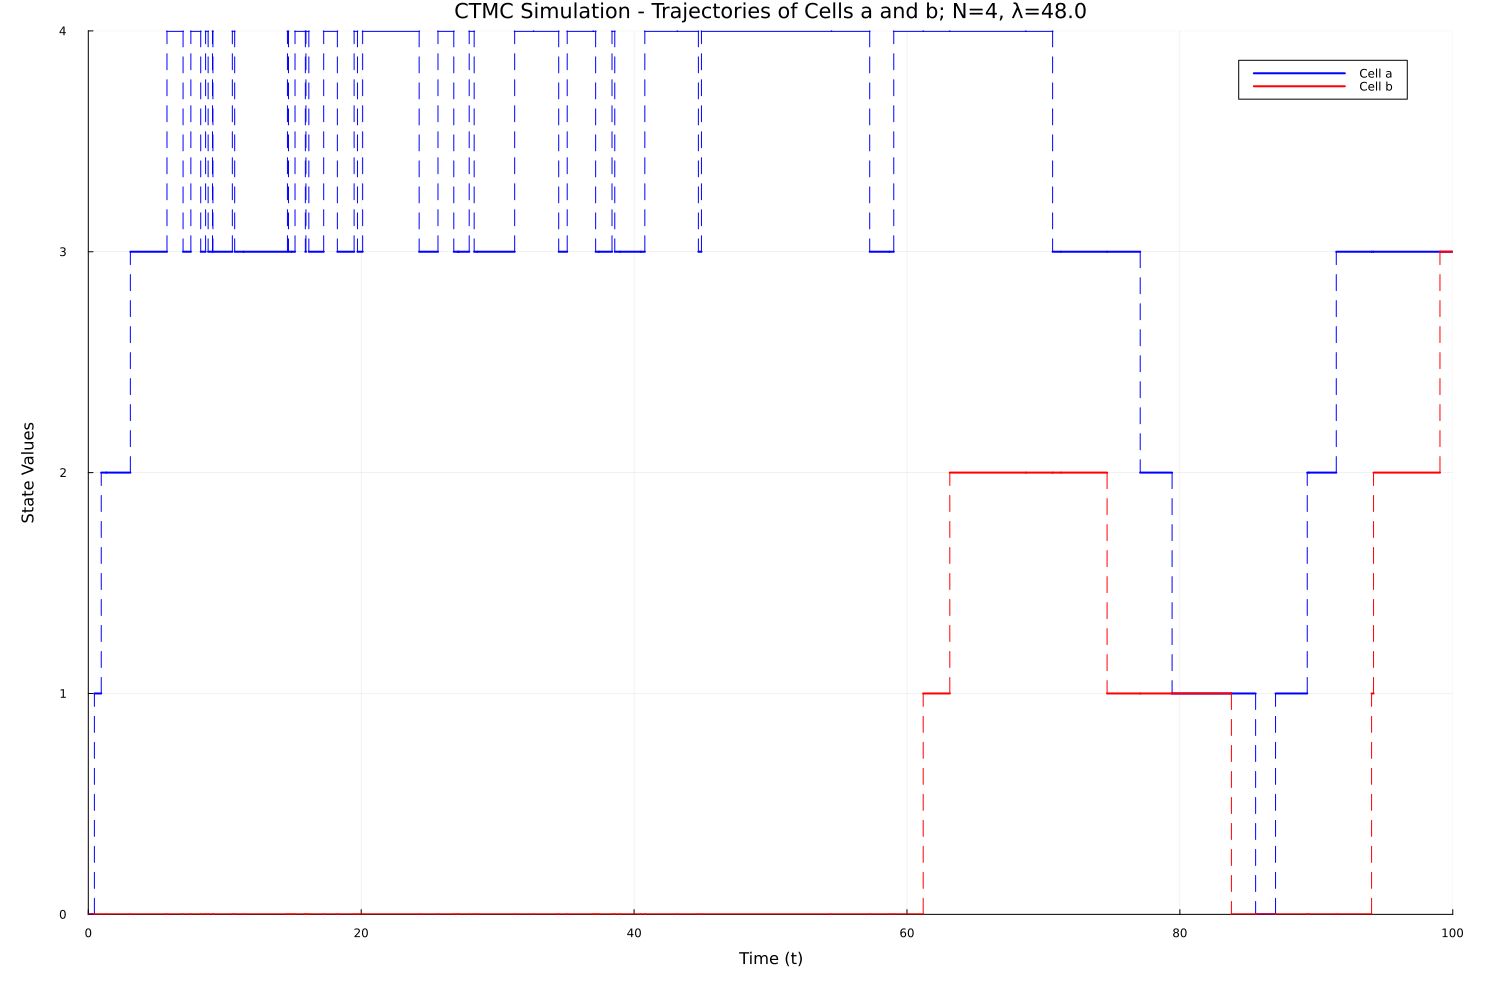 CTMC Simulation - Trajectories of Cells a and b; N=4, λ=48.0
4
3
2
1
0
State Values
Cell a
Cell b
0 20 40 60 80 100
Time (t)